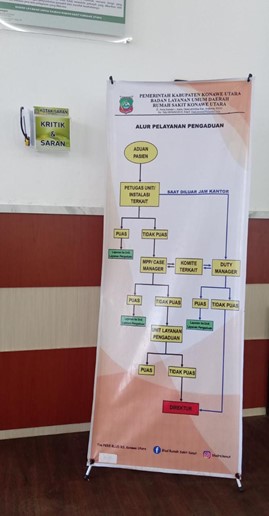 KOTAK SARAN
KRITIK
&
SARAN
PEMERINTAH KABUPATEN KONAWE UTARA
BADAN LAYANAN UMUM DAERAH
RUMAH SAKIT KONAWE UTARA
ALUR PELAYANAN PENGADUAN
ADUAN
PASIEN
PETUGAS UNIT/
INSTALASI
TERKAIT
SAAT DILUAR JAM KANTOR
PUAS
TIDAK PUAS
MPP/ CASE
MANAGER
KOMITE
TERKAIT
DUTY
MANAGER
PUAS
TIDAK PUAS
PUAS
TIDAK PUAS
UNIT LAYANAN
PENGADUAN
PUAS
TIDAK PUAS
DIREKTUR